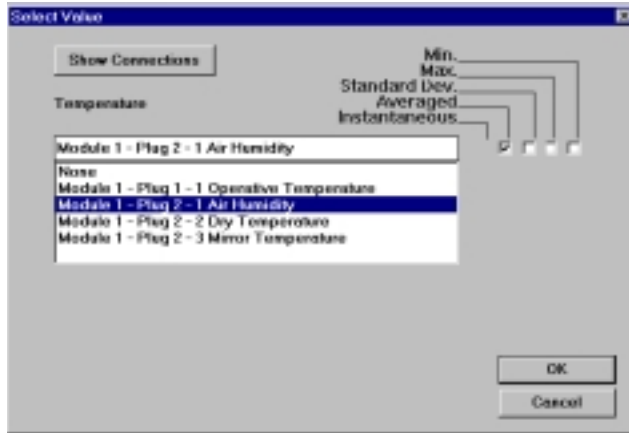 Select Value
Show Connections
Min.
Max.
Standard Dev.
Temperature
Averaged
Instantaneous
Module 1 - Plug 2 - 1 Air Humidity
None
Module 1 - Plug 1 - 1 Operative Temperature
Module 1 - Plug 2 - 1 Air Humidity
Module 1 - Plug 2 - 2 Dry Temperature
Module 1 - Plug 2 - 3 Mirror Temperature
OK
Cancel